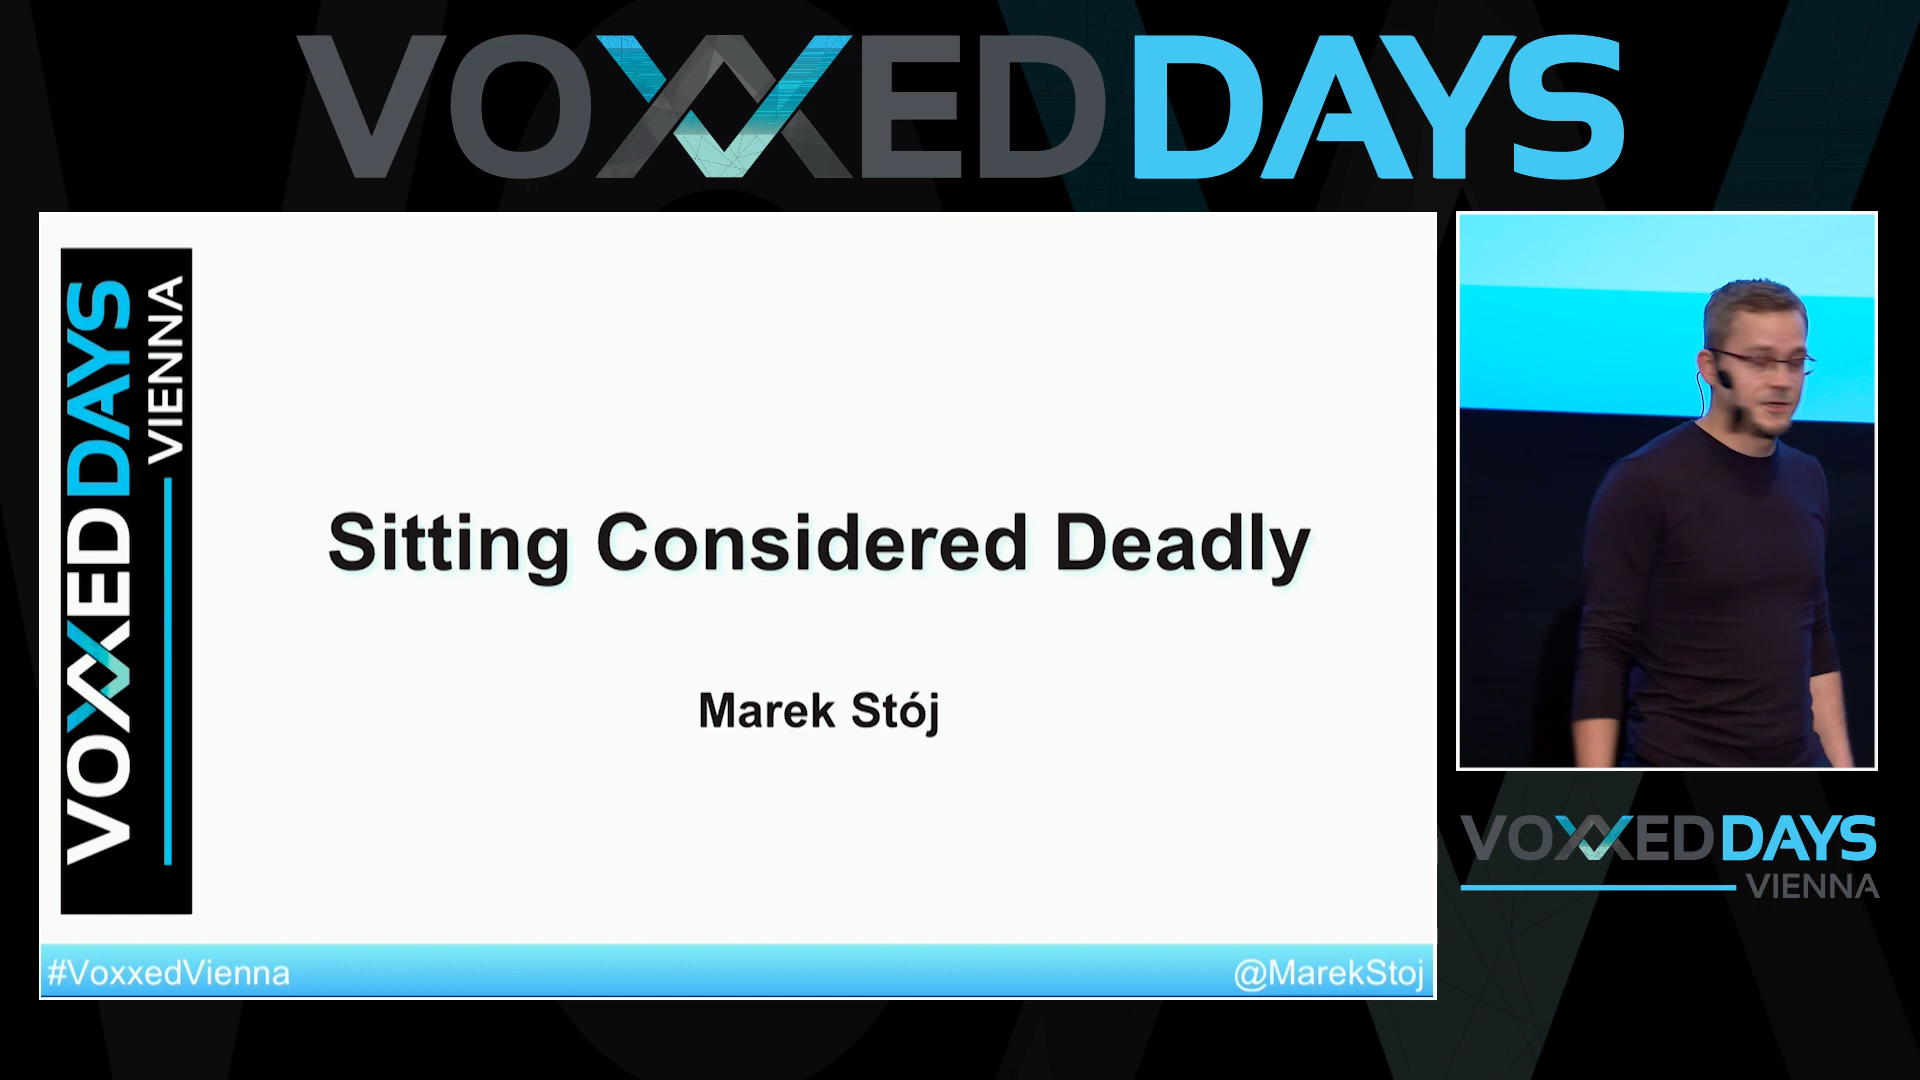 VOXXED DAYS
VOXXED DAYS
VIENNA
Sitting Considered Deadly
Marek Stój
#VoxxedVienna
@MarekStoj
VOXXED DAYS
VIENNA